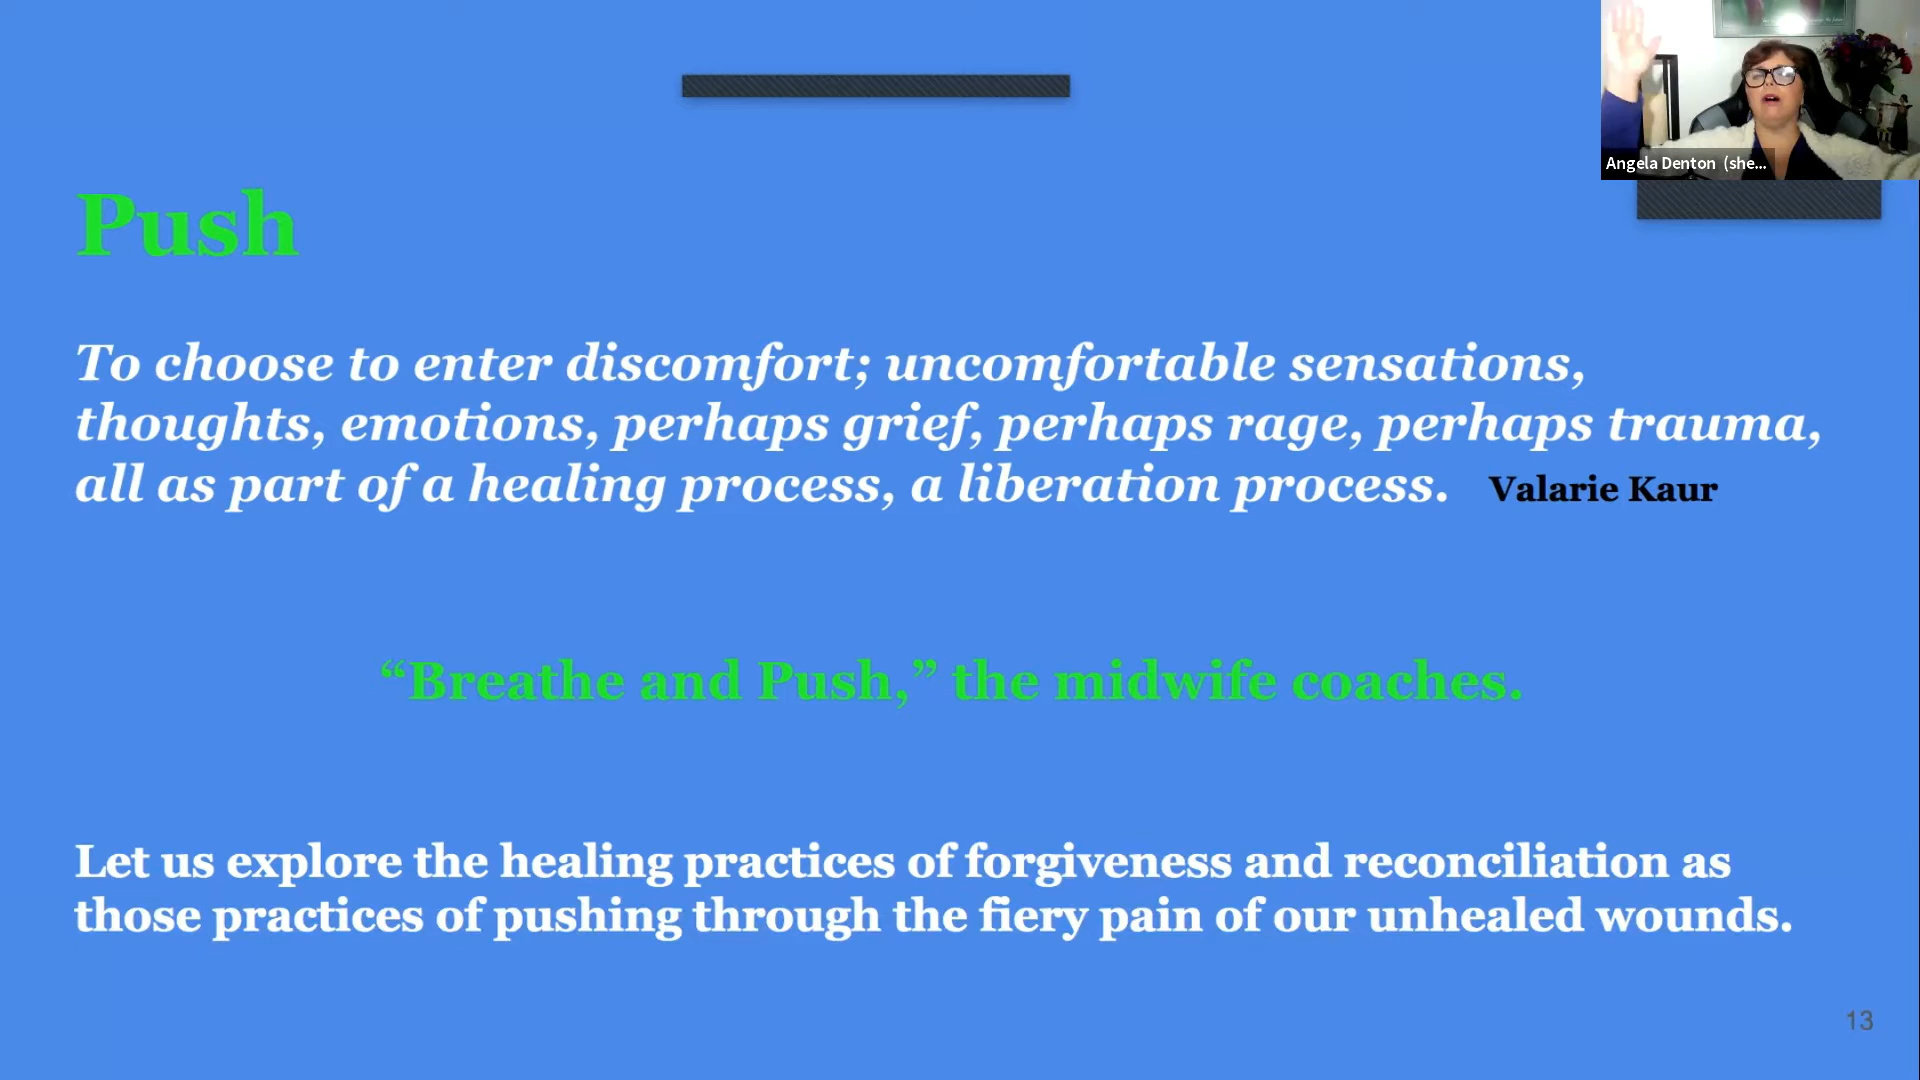 Angela Denton (she...
Push
To choose to enter discomfort; uncomfortable sensations,
thoughts, emotions, perhaps grief, perhaps rage, perhaps trauma,
all as part of a healing process, a liberation process. Valarie Kaur
“Breathe and Push,” the midwife coaches.
Let us explore the healing practices of forgiveness and reconciliation as
those practices of pushing through the fiery pain of our unhealed wounds.
13